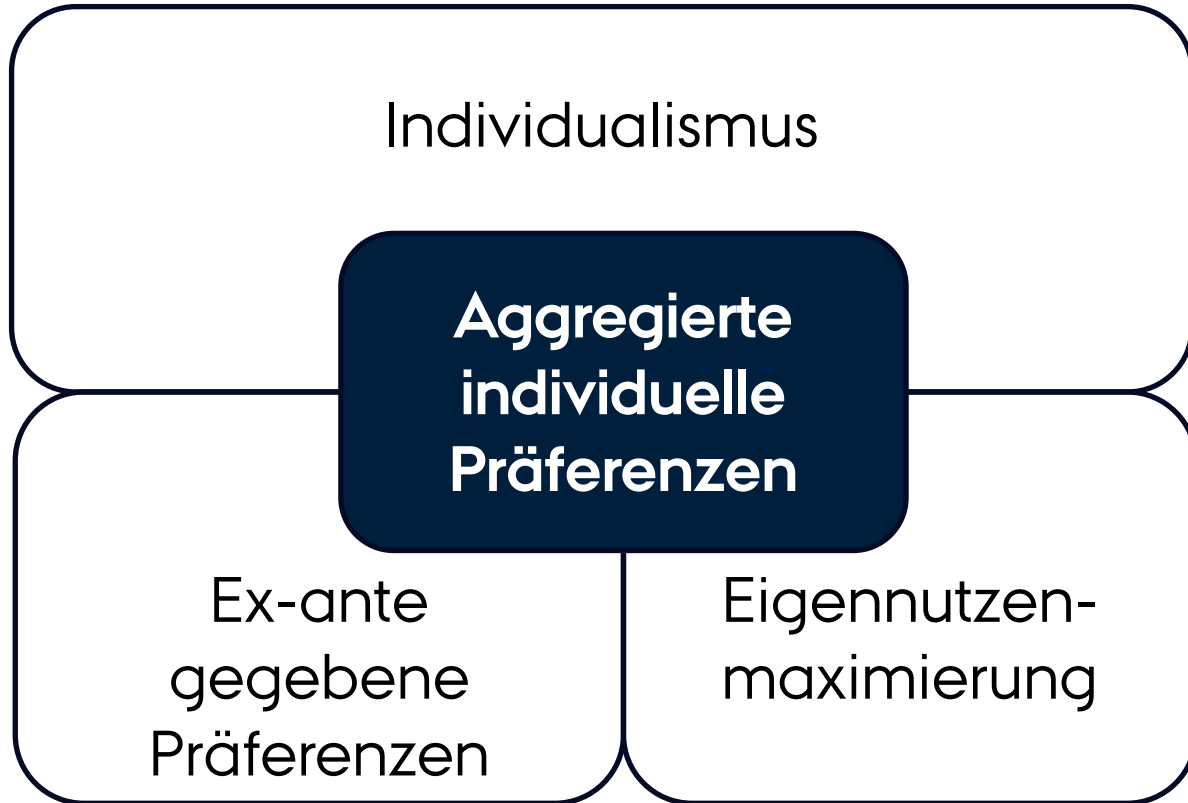 Individualismus
Aggregierte
individuelle
Präferenzen
Ex-ante
gegebene
Präferenzen
Eigennutzen-
maximierung